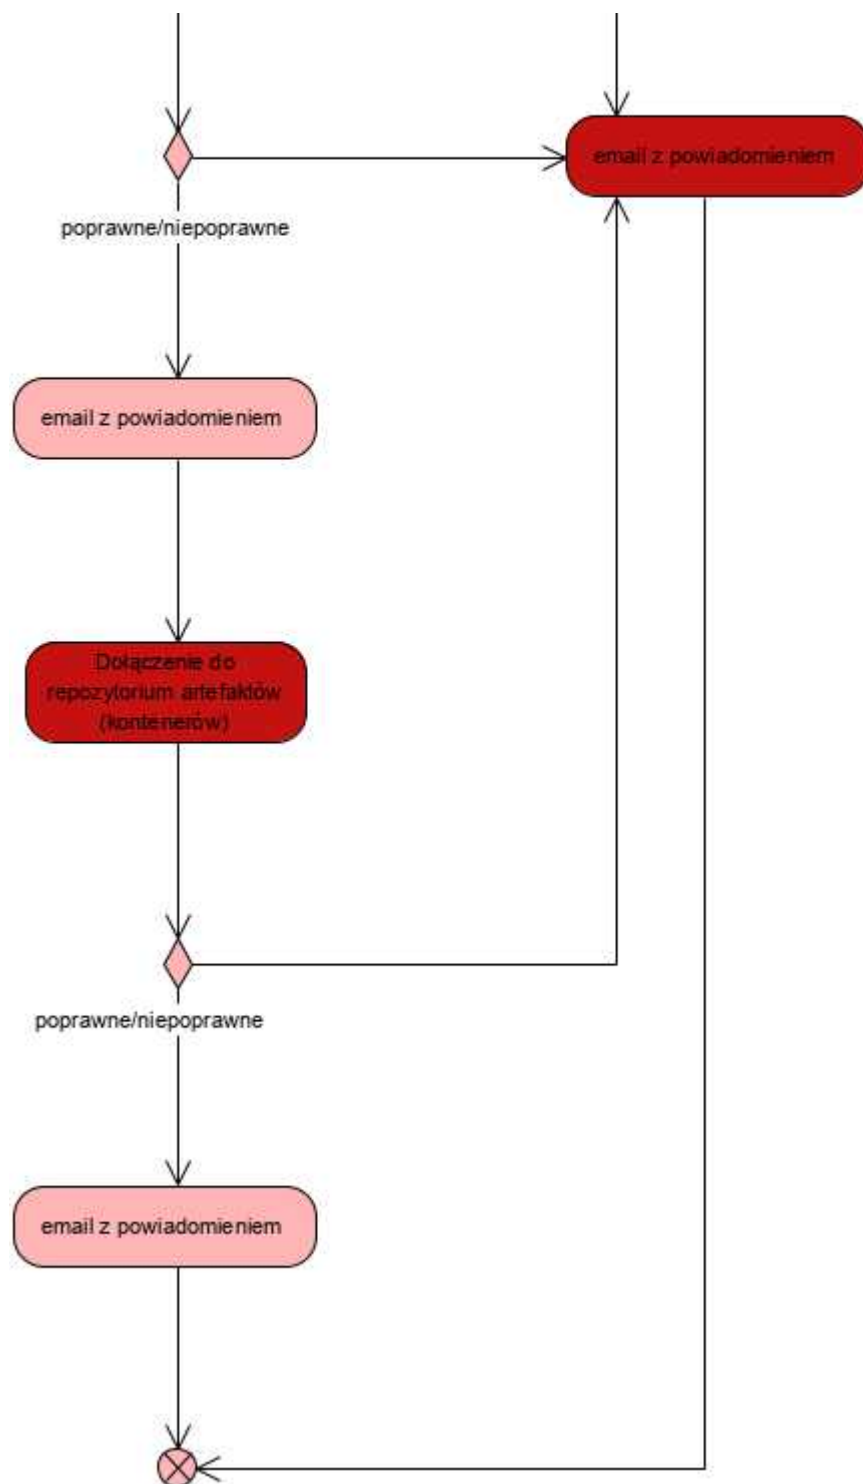 email z powiadomieniem
poprawne/niepoprawne
email z powiadomieniem
Dołączenie do
repozytorium artefaktów
(kontenerów)
poprawne/niepoprawne
email z powiadomieniem